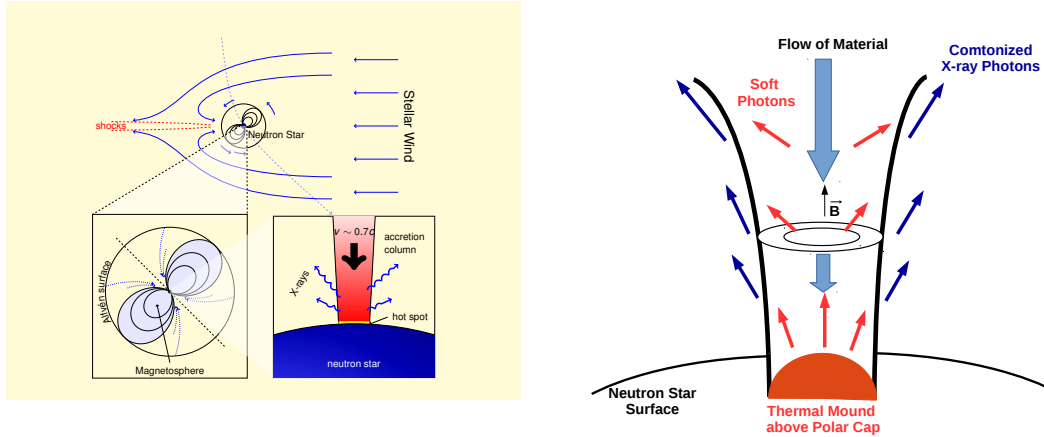 shocks
Neutron Star
Stellar Wind
Alfvén surface
Magnetosphere
v ~ 0.7c
accretion
column
X-rays
hot spot
neutron star
Flow of Material
Comtonized
X-ray Photons
Soft
Photons
B
Neutron Star
Surface
Thermal Mound
above Polar Cap